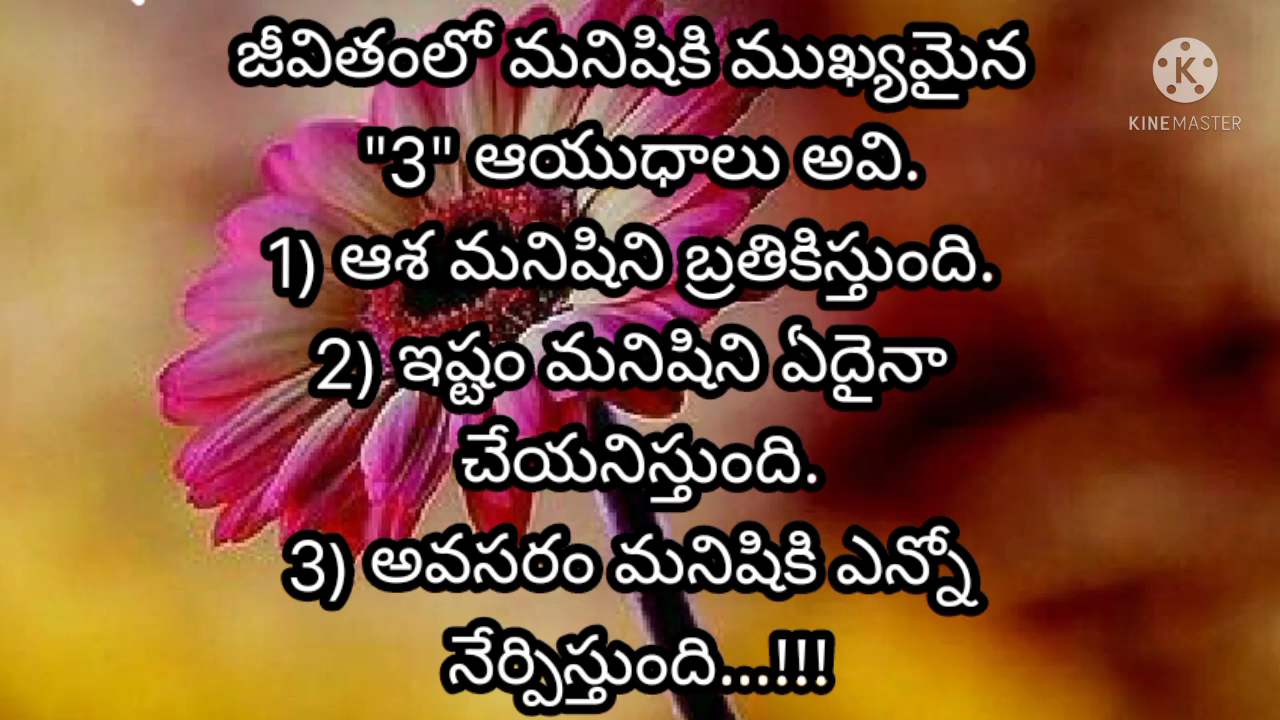 జీవితంలో మనిషికి ముఖ్యమైన
"3" ఆయుధాలు అవి.
1) ఆశ మనిషిని బ్రతికిస్తుంది.
2) ఇష్టం మనిషిని ఏదైనా
చేయనిస్తుంది.
3) అవసరం మనిషికి ఎన్నో
నేర్పిస్తుంది...!!!
K
KINEMASTER